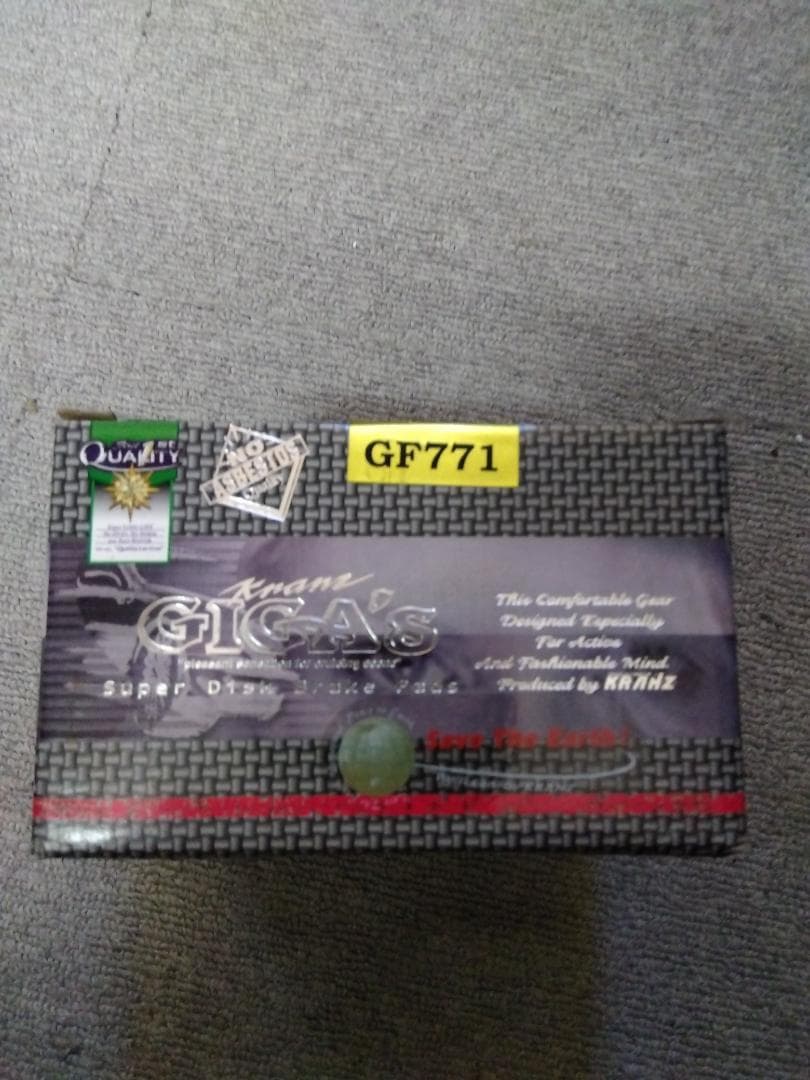 QUALITY
NO
ASBESTOS
Quality
GF771
Kranz
GIGA's
Super Disk Brake Pads
This Comfortable Gear
Designed Especially
For Active
And Fashionable Mind.
Produced by KRANZ
Save The Earth!